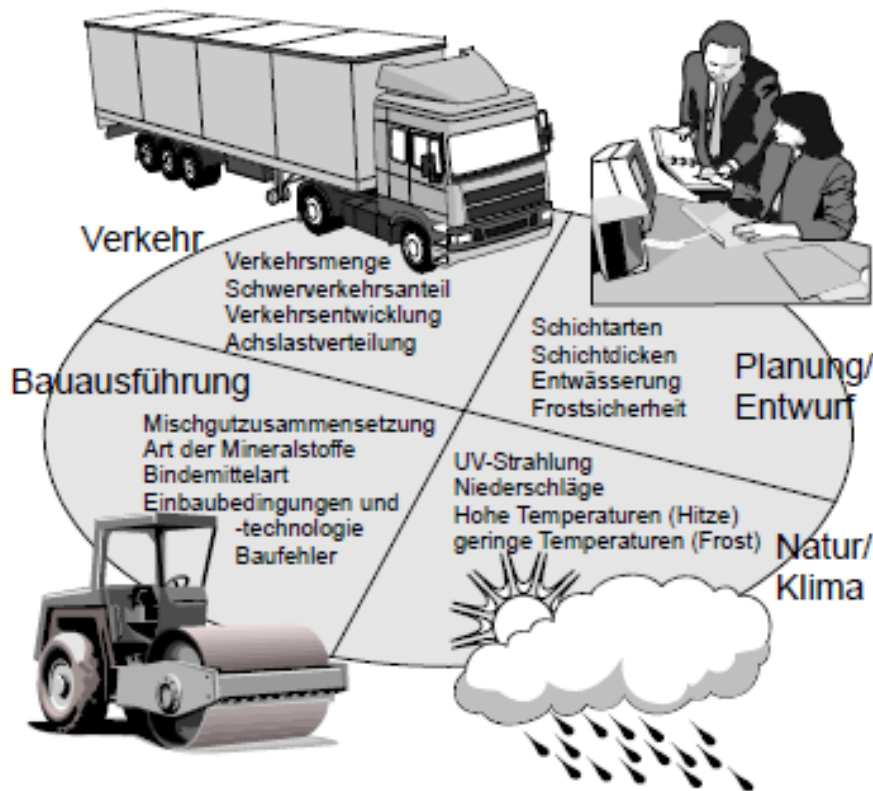 Verkehr
Verkehrsmenge
Schwerverkehrsanteil
Verkehrsentwicklung
Achslastverteilung
Schichtarten
Schichtdicken
Entwässerung
Frostsicherheit
Planung/
Entwurf
Bauausführung
Mischgutzusammensetzung
Art der Mineralstoffe
Bindemittelart
Einbaubedingungen und
-technologie
Baufehler
UV-Strahlung
Niederschläge
Hohe Temperaturen (Hitze)
geringe Temperaturen (Frost)
Natur/
Klima